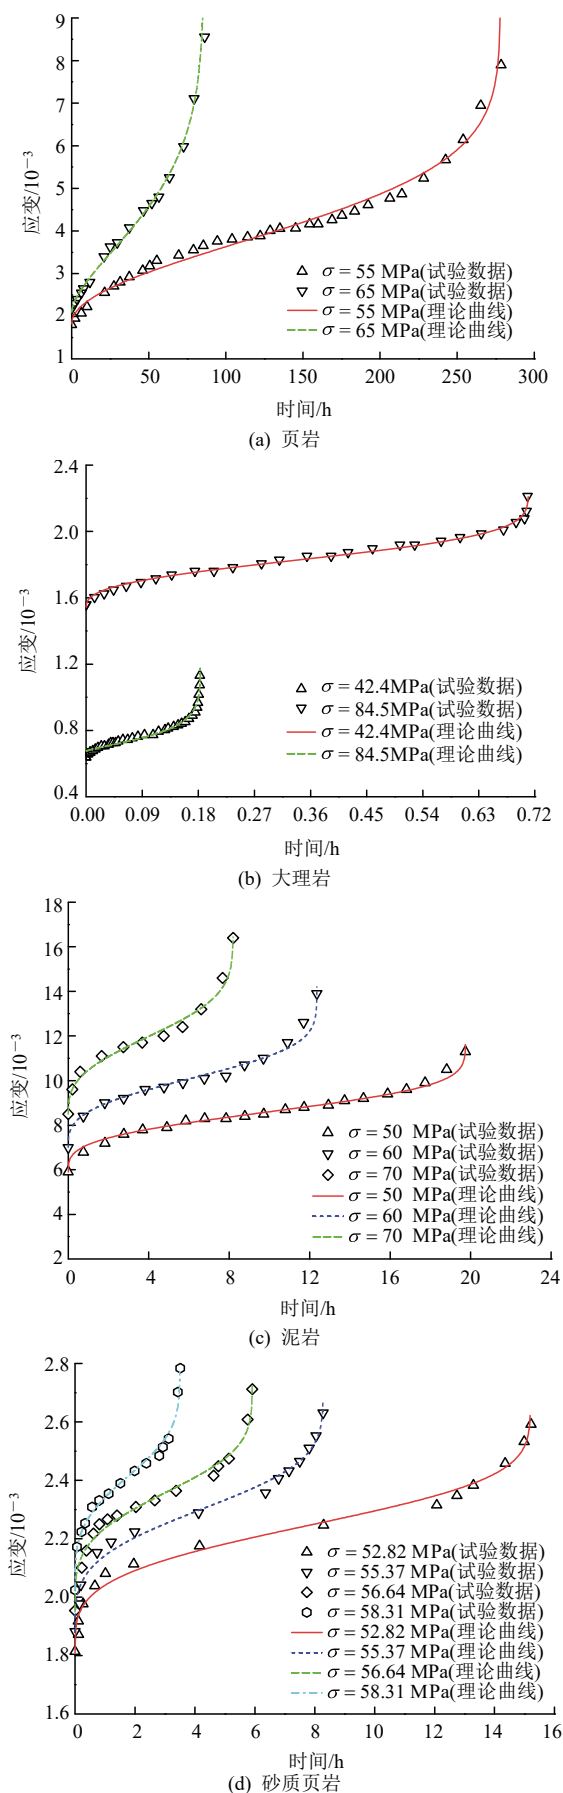 9
8
7
6
5
4
3
2
1
应变/10⁻³
σ = 55 MPa(试验数据)
σ = 65 MPa(试验数据)
σ = 55 MPa(理论曲线)
σ = 65 MPa(理论曲线)
0 50 100 150 200 250 300
时间/h
(a) 页岩
2.4
2.0
1.6
1.2
0.8
0.4
应变/10⁻³
σ = 42.4MPa(试验数据)
σ = 84.5MPa(试验数据)
σ = 42.4MPa(理论曲线)
σ = 84.5MPa(理论曲线)
0.00 0.09 0.18 0.27 0.36 0.45 0.54 0.63 0.72
时间/h
(b) 大理岩
18
16
14
12
10
8
6
4
2
应变/10⁻³
σ = 50 MPa(试验数据)
σ = 60 MPa(试验数据)
σ = 70 MPa(试验数据)
σ = 50 MPa(理论曲线)
σ = 60 MPa(理论曲线)
σ = 70 MPa(理论曲线)
0 4 8 12 16 20 24
时间/h
(c) 泥岩
2.8
2.6
2.4
2.2
2.0
1.8
1.6
应变/10⁻³
σ = 52.82 MPa(试验数据)
σ = 55.37 MPa(试验数据)
σ = 56.64 MPa(试验数据)
σ = 58.31 MPa(试验数据)
σ = 52.82 MPa(理论曲线)
σ = 55.37 MPa(理论曲线)
σ = 56.64 MPa(理论曲线)
σ = 58.31 MPa(理论曲线)
0 2 4 6 8 10 12 14 16
时间/h
(d) 砂质页岩